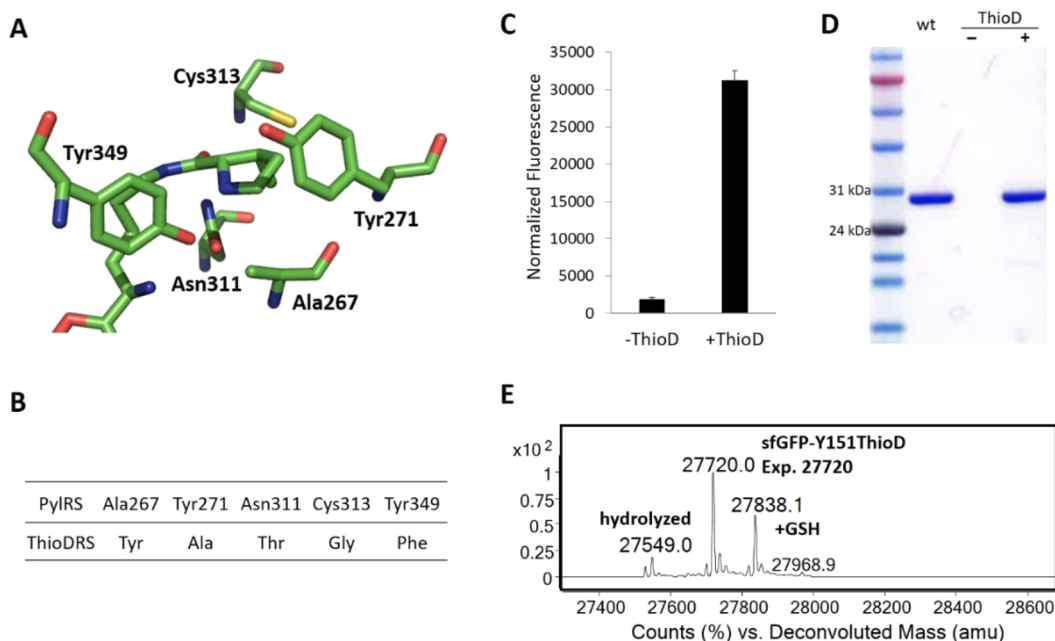 A
Cys313
Tyr349
Tyr271
Asn311
Ala267
B
PylRS Ala267 Tyr271 Asn311 Cys313 Tyr349
ThioDRS Tyr Ala Thr Gly Phe
C
Normalized Fluorescence
35000
30000
25000
20000
15000
10000
5000
0
-ThioD +ThioD
D
wt ThioD
− +
31 kDa
24 kDa
E
x10²
1
0.75
0.5
0.25
0
sfGFP-Y151ThioD
27720.0 Exp. 27720
27838.1
hydrolyzed
+GSH
27549.0
27968.9
27400 27600 27800 28000 28200 28400 28600
Counts (%) vs. Deconvoluted Mass (amu)